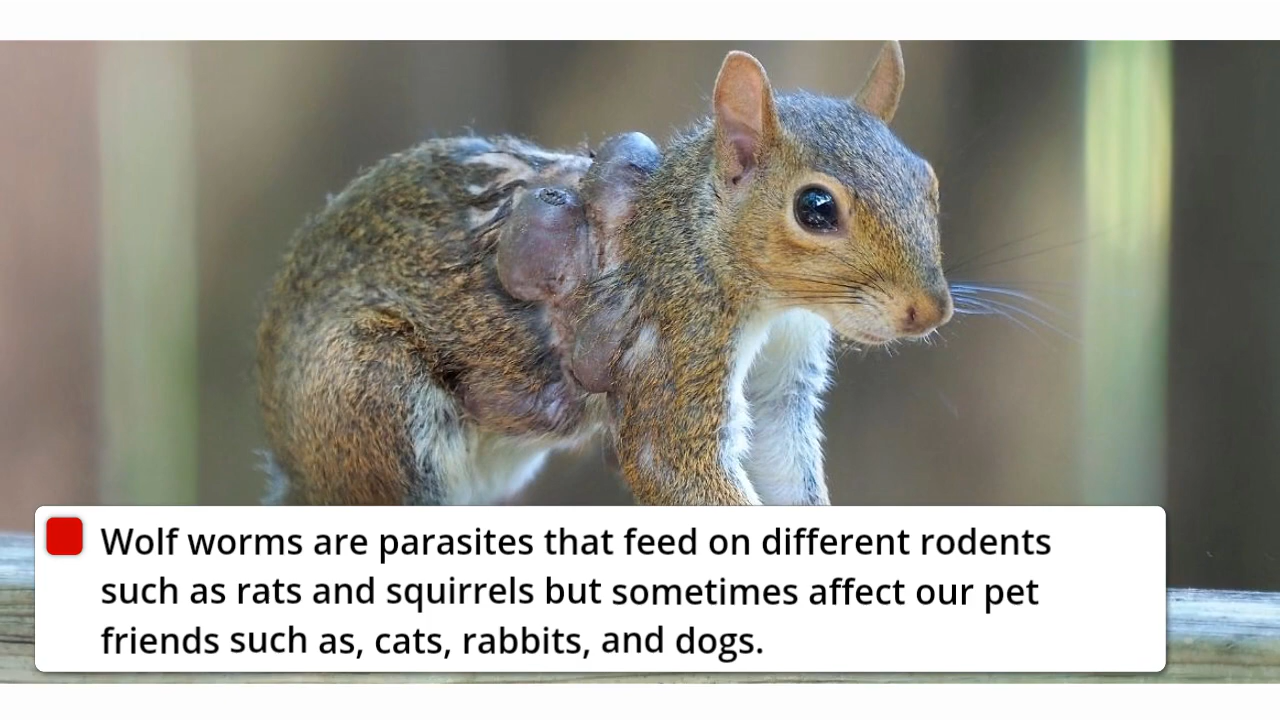 Wolf worms are parasites that feed on different rodents
such as rats and squirrels but sometimes affect our pet
friends such as, cats, rabbits, and dogs.